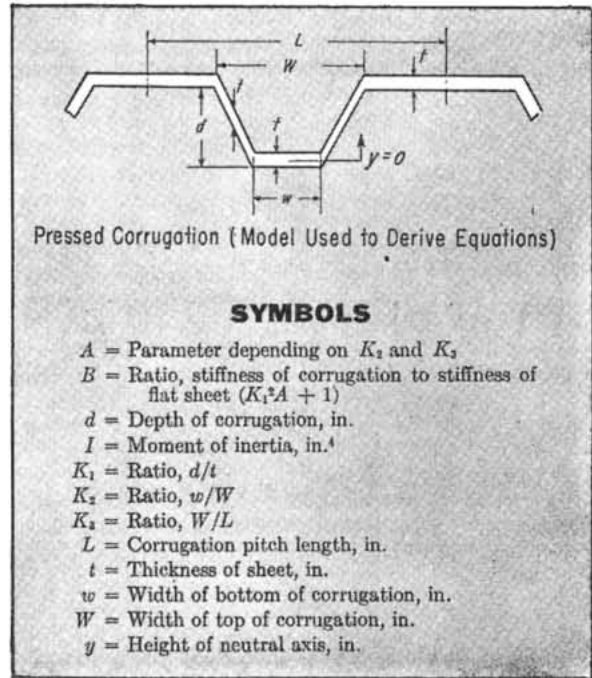 L
W
t
t
t
d
y=0
w
Pressed Corrugation (Model Used to Derive Equations)
SYMBOLS
A = Parameter depending on K₂ and K₃
B = Ratio, stiffness of corrugation to stiffness of
flat sheet (K₁²A + 1)
d = Depth of corrugation, in.
I = Moment of inertia, in.⁴
K₁ = Ratio, d/t
K₂ = Ratio, w/W
K₃ = Ratio, W/L
L = Corrugation pitch length, in.
t = Thickness of sheet, in.
w = Width of bottom of corrugation, in.
W = Width of top of corrugation, in.
y = Height of neutral axis, in.